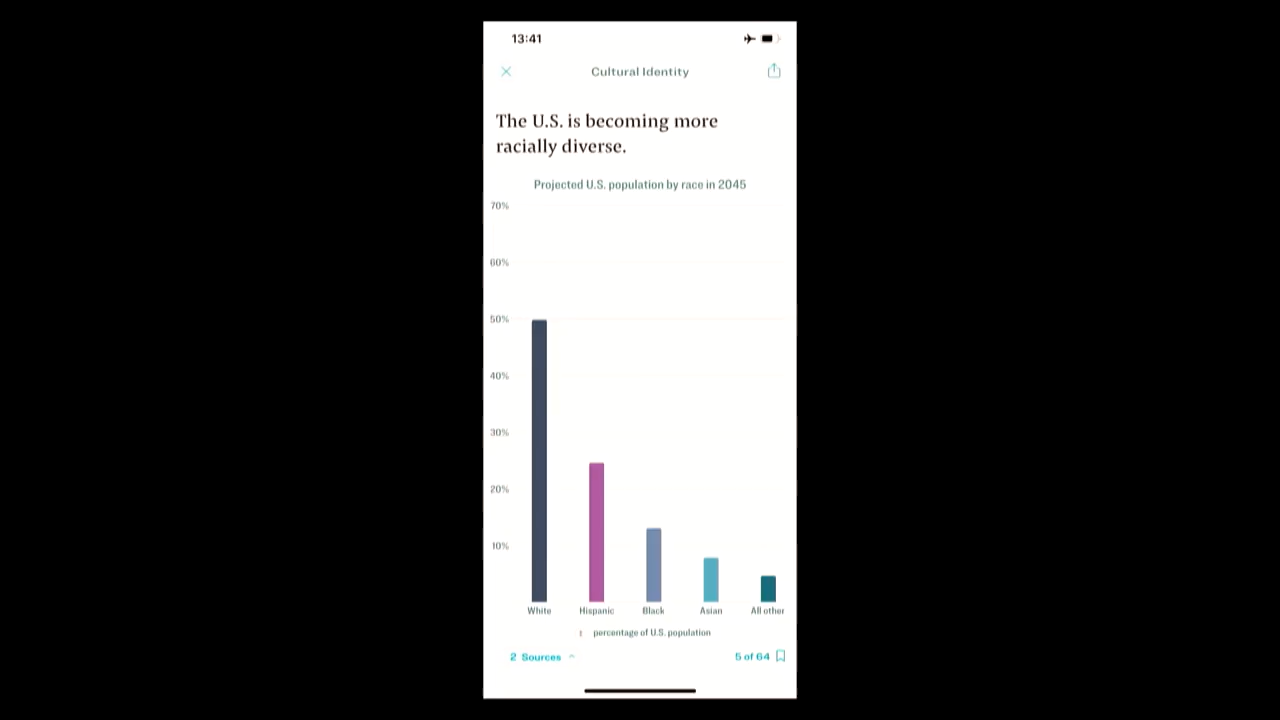 13:41
Cultural Identity
The U.S. is becoming more
racially diverse.
Projected U.S. population by race in 2045
70%
60%
50%
40%
30%
20%
10%
White Hispanic Black Asian All other
percentage of U.S. population
2 Sources 5 of 64